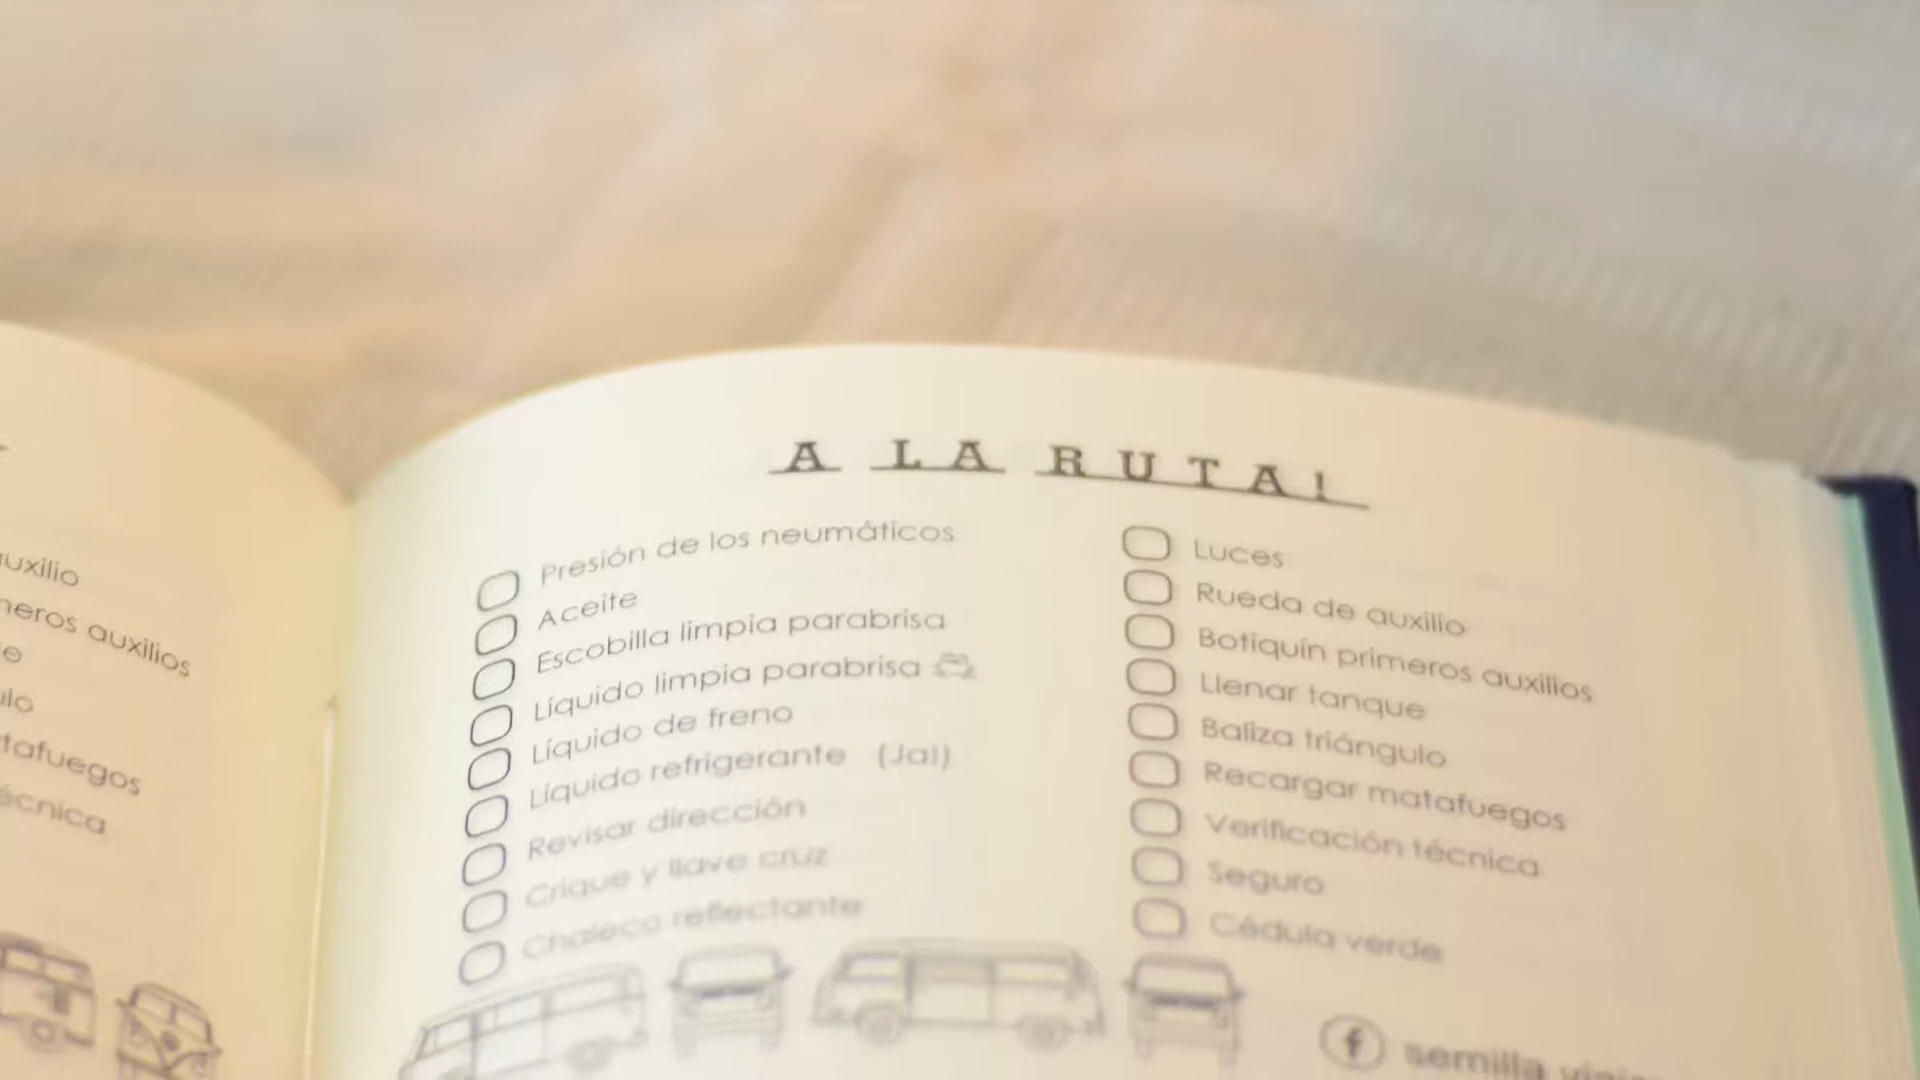 uxilio
neros auxilios
e
ulo
tafuegos
écnica
A LA RUTA!
Presión de los neumáticos
Aceite
Escobilla limpia parabrisa
Líquido limpia parabrisa
Líquido de freno
Líquido refrigerante (Ja!)
Revisar dirección
Crique y llave cruz
Chaleco reflectante
Luces
Rueda de auxilio
Botiquín primeros auxilios
Llenar tanque
Baliza triángulo
Recargar matafuegos
Verificación técnica
Seguro
Cédula verde
f semilla